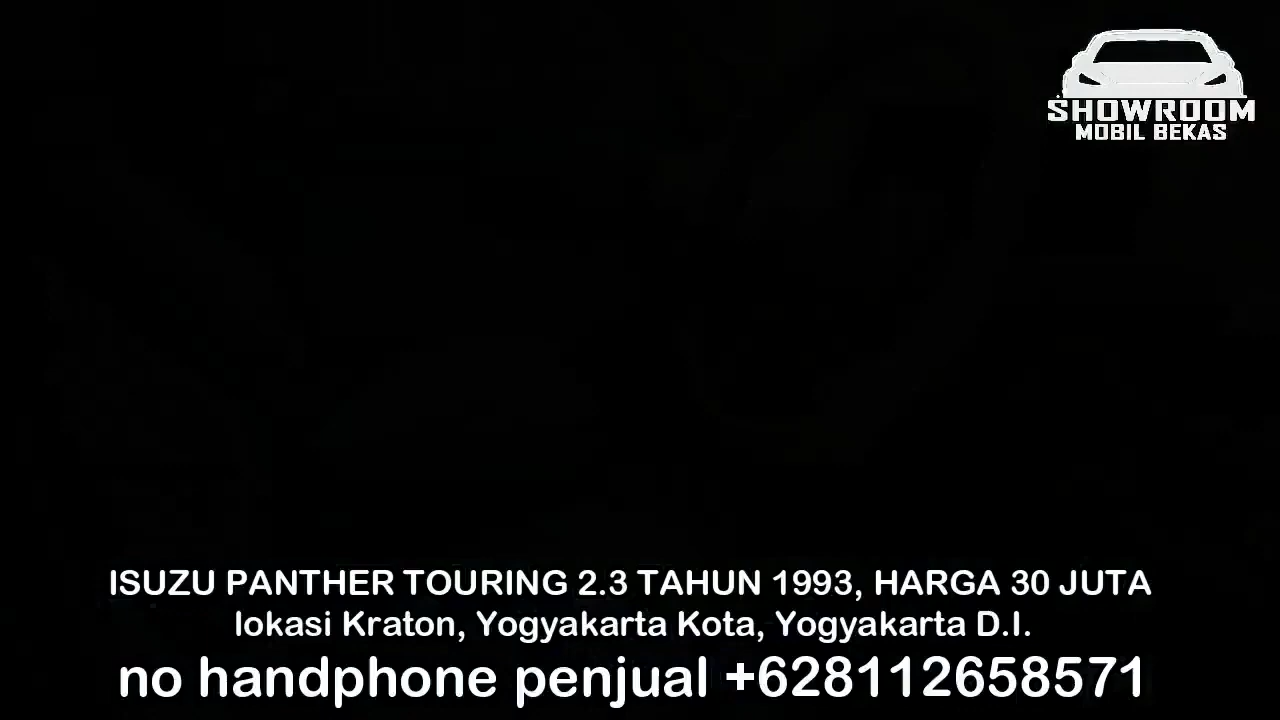 SHOWROOM
MOBIL BEKAS
ISUZU PANTHER TOURING 2.3 TAHUN 1993, HARGA 30 JUTA
lokasi Kraton, Yogyakarta Kota, Yogyakarta D.I.
no handphone penjual +628112658571